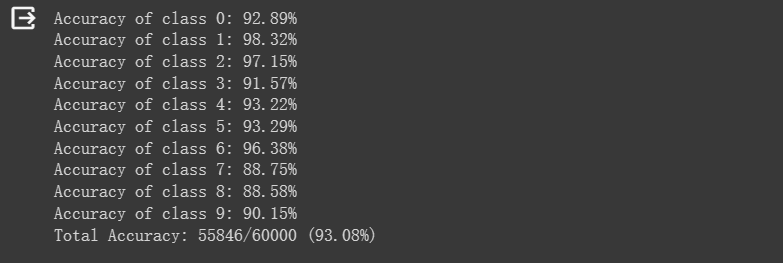 Accuracy of class 0: 92.89%
Accuracy of class 1: 98.32%
Accuracy of class 2: 97.15%
Accuracy of class 3: 91.57%
Accuracy of class 4: 93.22%
Accuracy of class 5: 93.29%
Accuracy of class 6: 96.38%
Accuracy of class 7: 88.75%
Accuracy of class 8: 88.58%
Accuracy of class 9: 90.15%
Total Accuracy: 55846/60000 (93.08%)